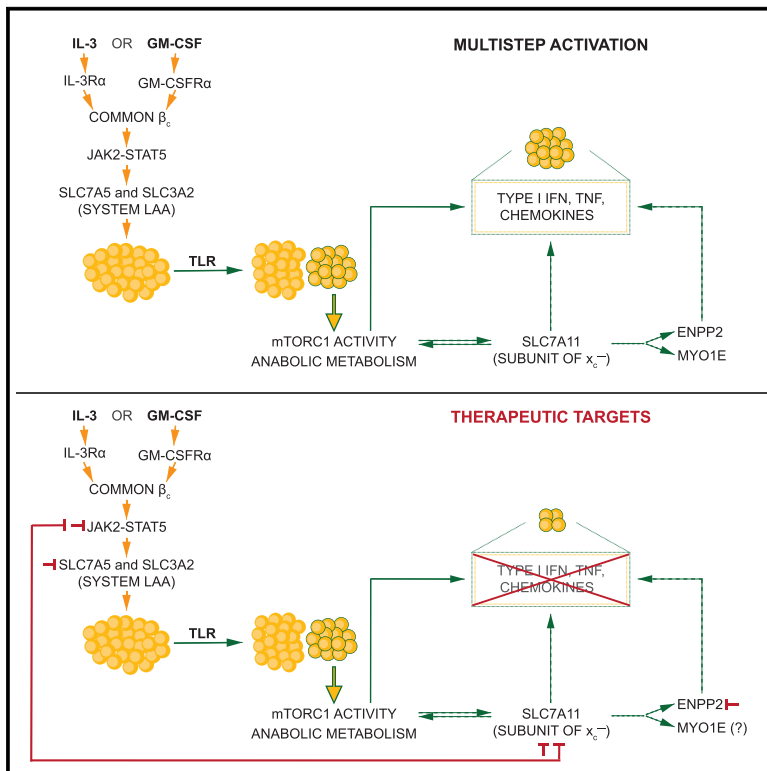 IL-3 OR GM-CSF
MULTISTEP ACTIVATION
IL-3Rα GM-CSFRα
COMMON βc
JAK2-STAT5
SLC7A5 and SLC3A2
(SYSTEM LAA)
TYPE I IFN, TNF,
CHEMOKINES
TLR
mTORC1 ACTIVITY
ANABOLIC METABOLISM
SLC7A11
(SUBUNIT OF xc—)
ENPP2
MYO1E
IL-3 OR GM-CSF
THERAPEUTIC TARGETS
IL-3Rα GM-CSFRα
COMMON βc
JAK2-STAT5
SLC7A5 and SLC3A2
(SYSTEM LAA)
TYPE I IFN, TNF,
CHEMOKINES
TLR
mTORC1 ACTIVITY
ANABOLIC METABOLISM
SLC7A11
(SUBUNIT OF xc—)
ENPP2
MYO1E (?)